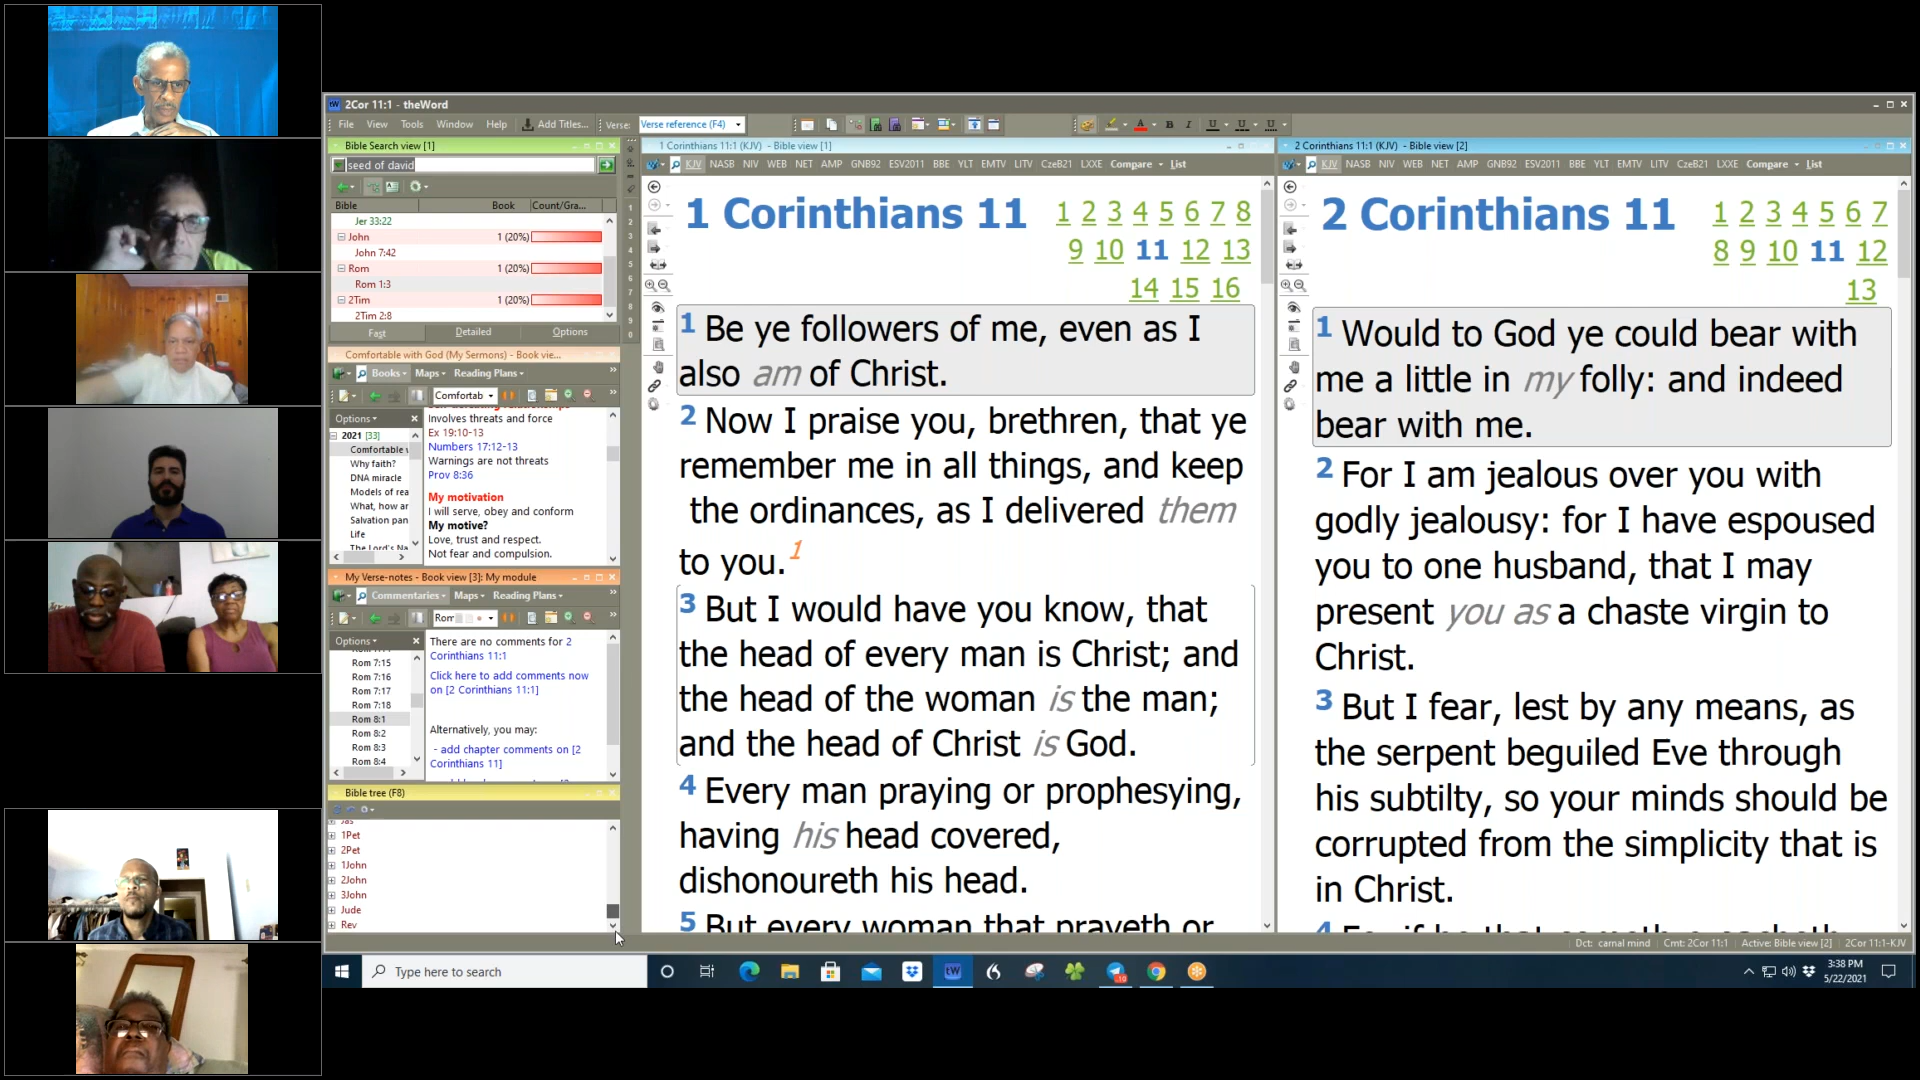 2Cor 11:1 - theWord
File View Tools Window Help Add Titles... Verse: Verse reference (F4)
Bible Search view [1]
seed of david
Bible Book Count/Gra...
Jer 33:22
John 1 (20%)
John 7:42
Rom 1 (20%)
Rom 1:3
2Tim 1 (20%)
2Tim 2:8
Fast Detailed Options
Comfortable with God (My Sermons) - Book vie...
Books Maps Reading Plans
Comfortab
Options
2021 [33]
Comfortable
Why faith?
DNA miracle
Models of rea
What, how ar
Salvation pan
Life
The Lord's Na
Involves threats and force
Ex 19:10-13
Numbers 17:12-13
Warnings are not threats
Prov 8:36
My motivation
I will serve, obey and conform
My motive?
Love, trust and respect.
Not fear and compulsion.
My Verse-notes - Book view [3]: My module
Commentaries Maps Reading Plans
Rom
Options
Rom 7:15
Rom 7:16
Rom 7:17
Rom 7:18
Rom 8:1
Rom 8:2
Rom 8:3
Rom 8:4
There are no comments for 2
Corinthians 11:1
Click here to add comments now
on [2 Corinthians 11:1]
Alternatively, you may:
- add chapter comments on [2
Corinthians 11]
Bible tree (F8)
Jas
1Pet
2Pet
1John
2John
3John
Jude
Rev
1 Corinthians 11:1 (KJV) - Bible view [1]
KJV NASB NIV WEB NET AMP GNB92 ESV2011 BBE YLT EMTV LITV CzeB21 LXXE Compare List
1 Corinthians 11
1 2 3 4 5 6 7 8
9 10 11 12 13
14 15 16
1 Be ye followers of me, even as I
also am of Christ.
2 Now I praise you, brethren, that ye
remember me in all things, and keep
the ordinances, as I delivered them
to you.1
3 But I would have you know, that
the head of every man is Christ; and
the head of the woman is the man;
and the head of Christ is God.
4 Every man praying or prophesying,
having his head covered,
dishonoureth his head.
5 But every woman that prayeth or
2 Corinthians 11:1 (KJV) - Bible view [2]
KJV NASB NIV WEB NET AMP GNB92 ESV2011 BBE YLT EMTV LITV CzeB21 LXXE Compare List
2 Corinthians 11
1 2 3 4 5 6 7
8 9 10 11 12
13
1 Would to God ye could bear with
me a little in my folly: and indeed
bear with me.
2 For I am jealous over you with
godly jealousy: for I have espoused
you to one husband, that I may
present you as a chaste virgin to
Christ.
3 But I fear, lest by any means, as
the serpent beguiled Eve through
his subtilty, so your minds should be
corrupted from the simplicity that is
in Christ.
Dct: carnal mind Cmt: 2Cor 11:1 Active: Bible view [2] 2Cor 11:1-KJV
Type here to search
3:38 PM
5/22/2021